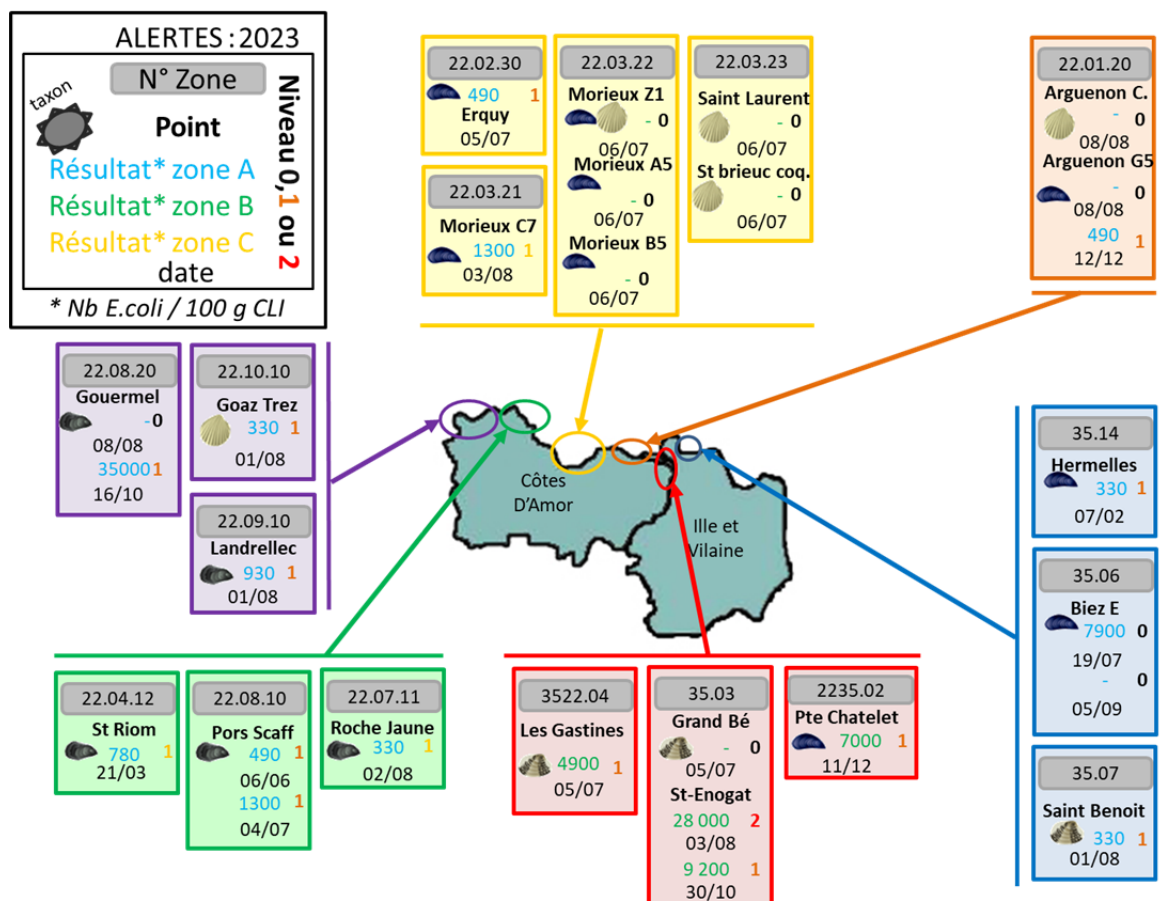 ALERTES : 2023
N° Zone
taxon
Point
Résultat* zone A
Résultat* zone B
Résultat* zone C
date
Niveau 0,1 ou 2
* Nb E.coli / 100 g CLI
22.02.30
490 1
Erquy
05/07
22.03.21
Morieux C7
1300 1
03/08
22.03.22
Morieux Z1
- 0
06/07
Morieux A5
- 0
06/07
Morieux B5
- 0
06/07
22.03.23
Saint Laurent
- 0
06/07
St brieuc coq.
- 0
06/07
22.01.20
Arguenon C.
- 0
08/08
Arguenon G5
- 0
08/08
490 1
12/12
22.08.20
Gouermel
-0
08/08
35000 1
16/10
22.10.10
Goaz Trez
330 1
01/08
22.09.10
Landrellec
930 1
01/08
Côtes
D'Amor
Ille et
Vilaine
35.14
Hermelles
330 1
07/02
35.06
Biez E
7900 0
19/07
- 0
05/09
35.07
Saint Benoit
330 1
01/08
22.04.12
St Riom
780 1
21/03
22.08.10
Pors Scaff
490 1
06/06
1300 1
04/07
22.07.11
Roche Jaune
330 1
02/08
3522.04
Les Gastines
4900 1
05/07
35.03
Grand Bé
- 0
05/07
St-Enogat
28 000 2
03/08
9 200 1
30/10
2235.02
Pte Chatelet
7000 1
11/12